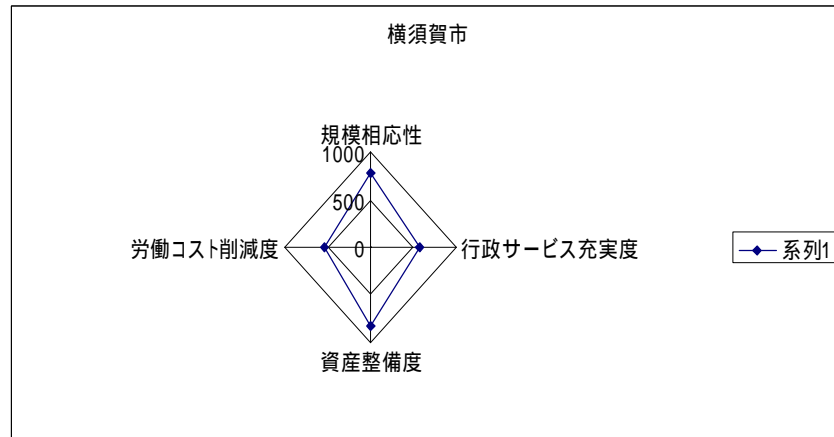 横須賀市
規模相応性
1000
500
0
労働コスト削減度
行政サービス充実度
資産整備度
系列1